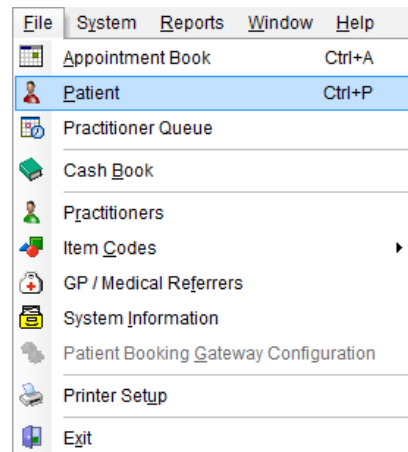 File System Reports Window Help
Appointment Book Ctrl+A
Patient Ctrl+P
Practitioner Queue
Cash Book
Practitioners
Item Codes
GP / Medical Referrers
System Information
Patient Booking Gateway Configuration
Printer Setup
Exit